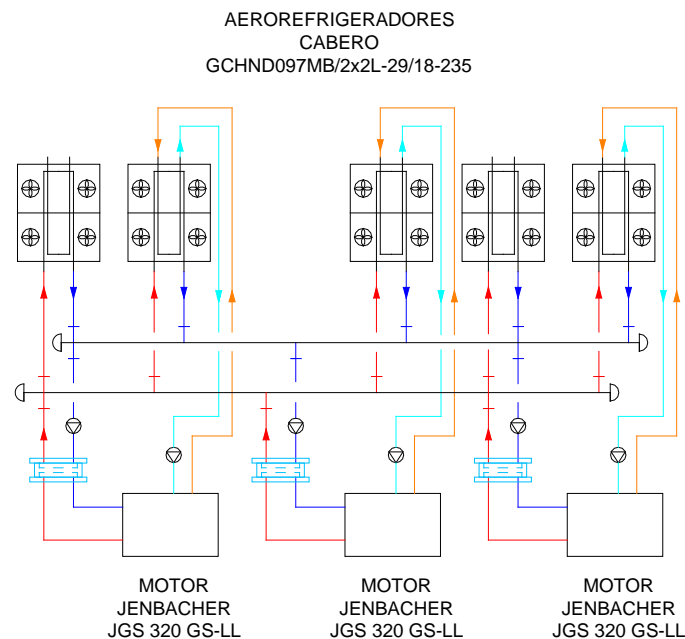 AEROREFRIGERADORES
CABERO
GCHND097MB/2x2L-29/18-235
MOTOR
JENBACHER
JGS 320 GS-LL
MOTOR
JENBACHER
JGS 320 GS-LL
MOTOR
JENBACHER
JGS 320 GS-LL